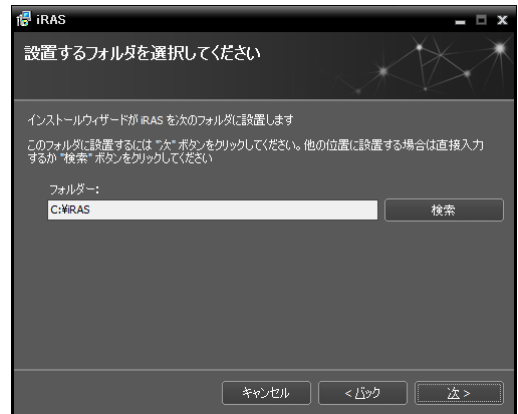 iRAS
設置するフォルダを選択してください
インストールウィザードが iRAS を次のフォルダに設置します
このフォルダに設置するには "次" ボタンをクリックしてください。他の位置に設置する場合は直接入力
するか "検索" ボタンをクリックしてください
フォルダー:
C:¥iRAS
検索
キャンセル
< バック
次 >